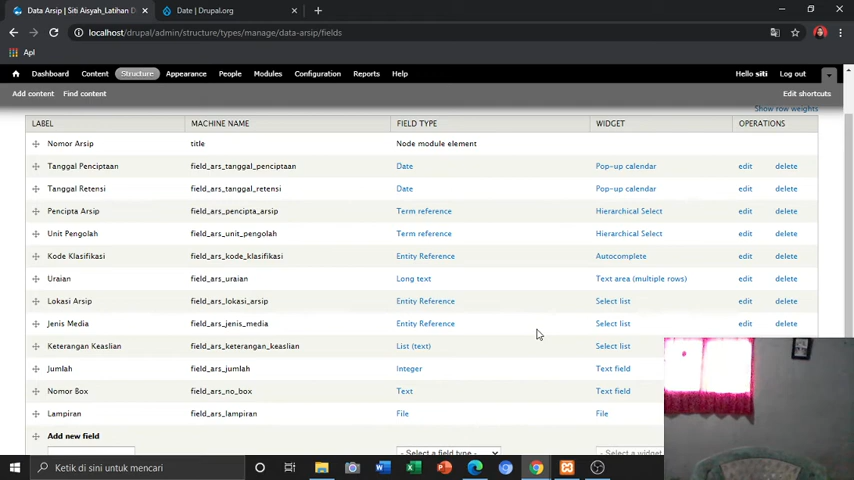 Data Arsip | Siti Aisyah_Latihan D
Date | Drupal.org
localhost/drupal/admin/structure/types/manage/data-arsip/fields
Apl
Dashboard Content Structure Appearance People Modules Configuration Reports Help
Hello siti Log out
Add content Find content
Edit shortcuts
Show row weights
LABEL MACHINE NAME FIELD TYPE WIDGET OPERATIONS
Nomor Arsip title Node module element
Tanggal Penciptaan field_ars_tanggal_penciptaan Date Pop-up calendar edit delete
Tanggal Retensi field_ars_tanggal_retensi Date Pop-up calendar edit delete
Pencipta Arsip field_ars_pencipta_arsip Term reference Hierarchical Select edit delete
Unit Pengolah field_ars_unit_pengolah Term reference Hierarchical Select edit delete
Kode Klasifikasi field_ars_kode_klasifikasi Entity Reference Autocomplete edit delete
Uraian field_ars_uraian Long text Text area (multiple rows) edit delete
Lokasi Arsip field_ars_lokasi_arsip Entity Reference Select list edit delete
Jenis Media field_ars_jenis_media Entity Reference Select list edit delete
Keterangan Keaslian field_ars_keterangan_keaslian List (text) Select list
Jumlah field_ars_jumlah Integer Text field
Nomor Box field_ars_no_box Text Text field
Lampiran field_ars_lampiran File File
Add new field
- Select a field type - - Select a widget
Ketik di sini untuk mencari